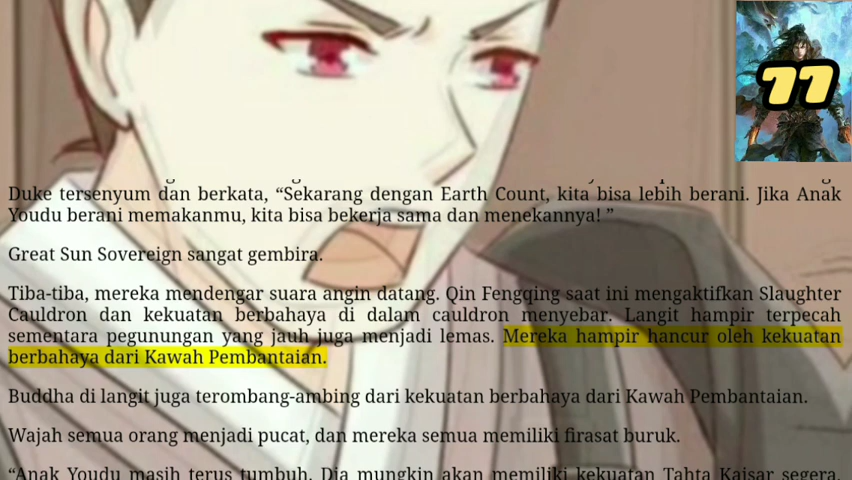 77
Duke tersenyum dan berkata, “Sekarang dengan Earth Count, kita bisa lebih berani. Jika Anak
Youdu berani memakanmu, kita bisa bekerja sama dan menekannya! ”
Great Sun Sovereign sangat gembira.
Tiba-tiba, mereka mendengar suara angin datang. Qin Fengqing saat ini mengaktifkan Slaughter
Cauldron dan kekuatan berbahaya di dalam cauldron menyebar. Langit hampir terpecah
sementara pegunungan yang jauh juga menjadi lemas. Mereka hampir hancur oleh kekuatan
berbahaya dari Kawah Pembantaian.
Buddha di langit juga terombang-ambing dari kekuatan berbahaya dari Kawah Pembantaian.
Wajah semua orang menjadi pucat, dan mereka semua memiliki firasat buruk.
“Anak Youdu masih terus tumbuh. Dia mungkin akan memiliki kekuatan Tahta Kaisar segera.